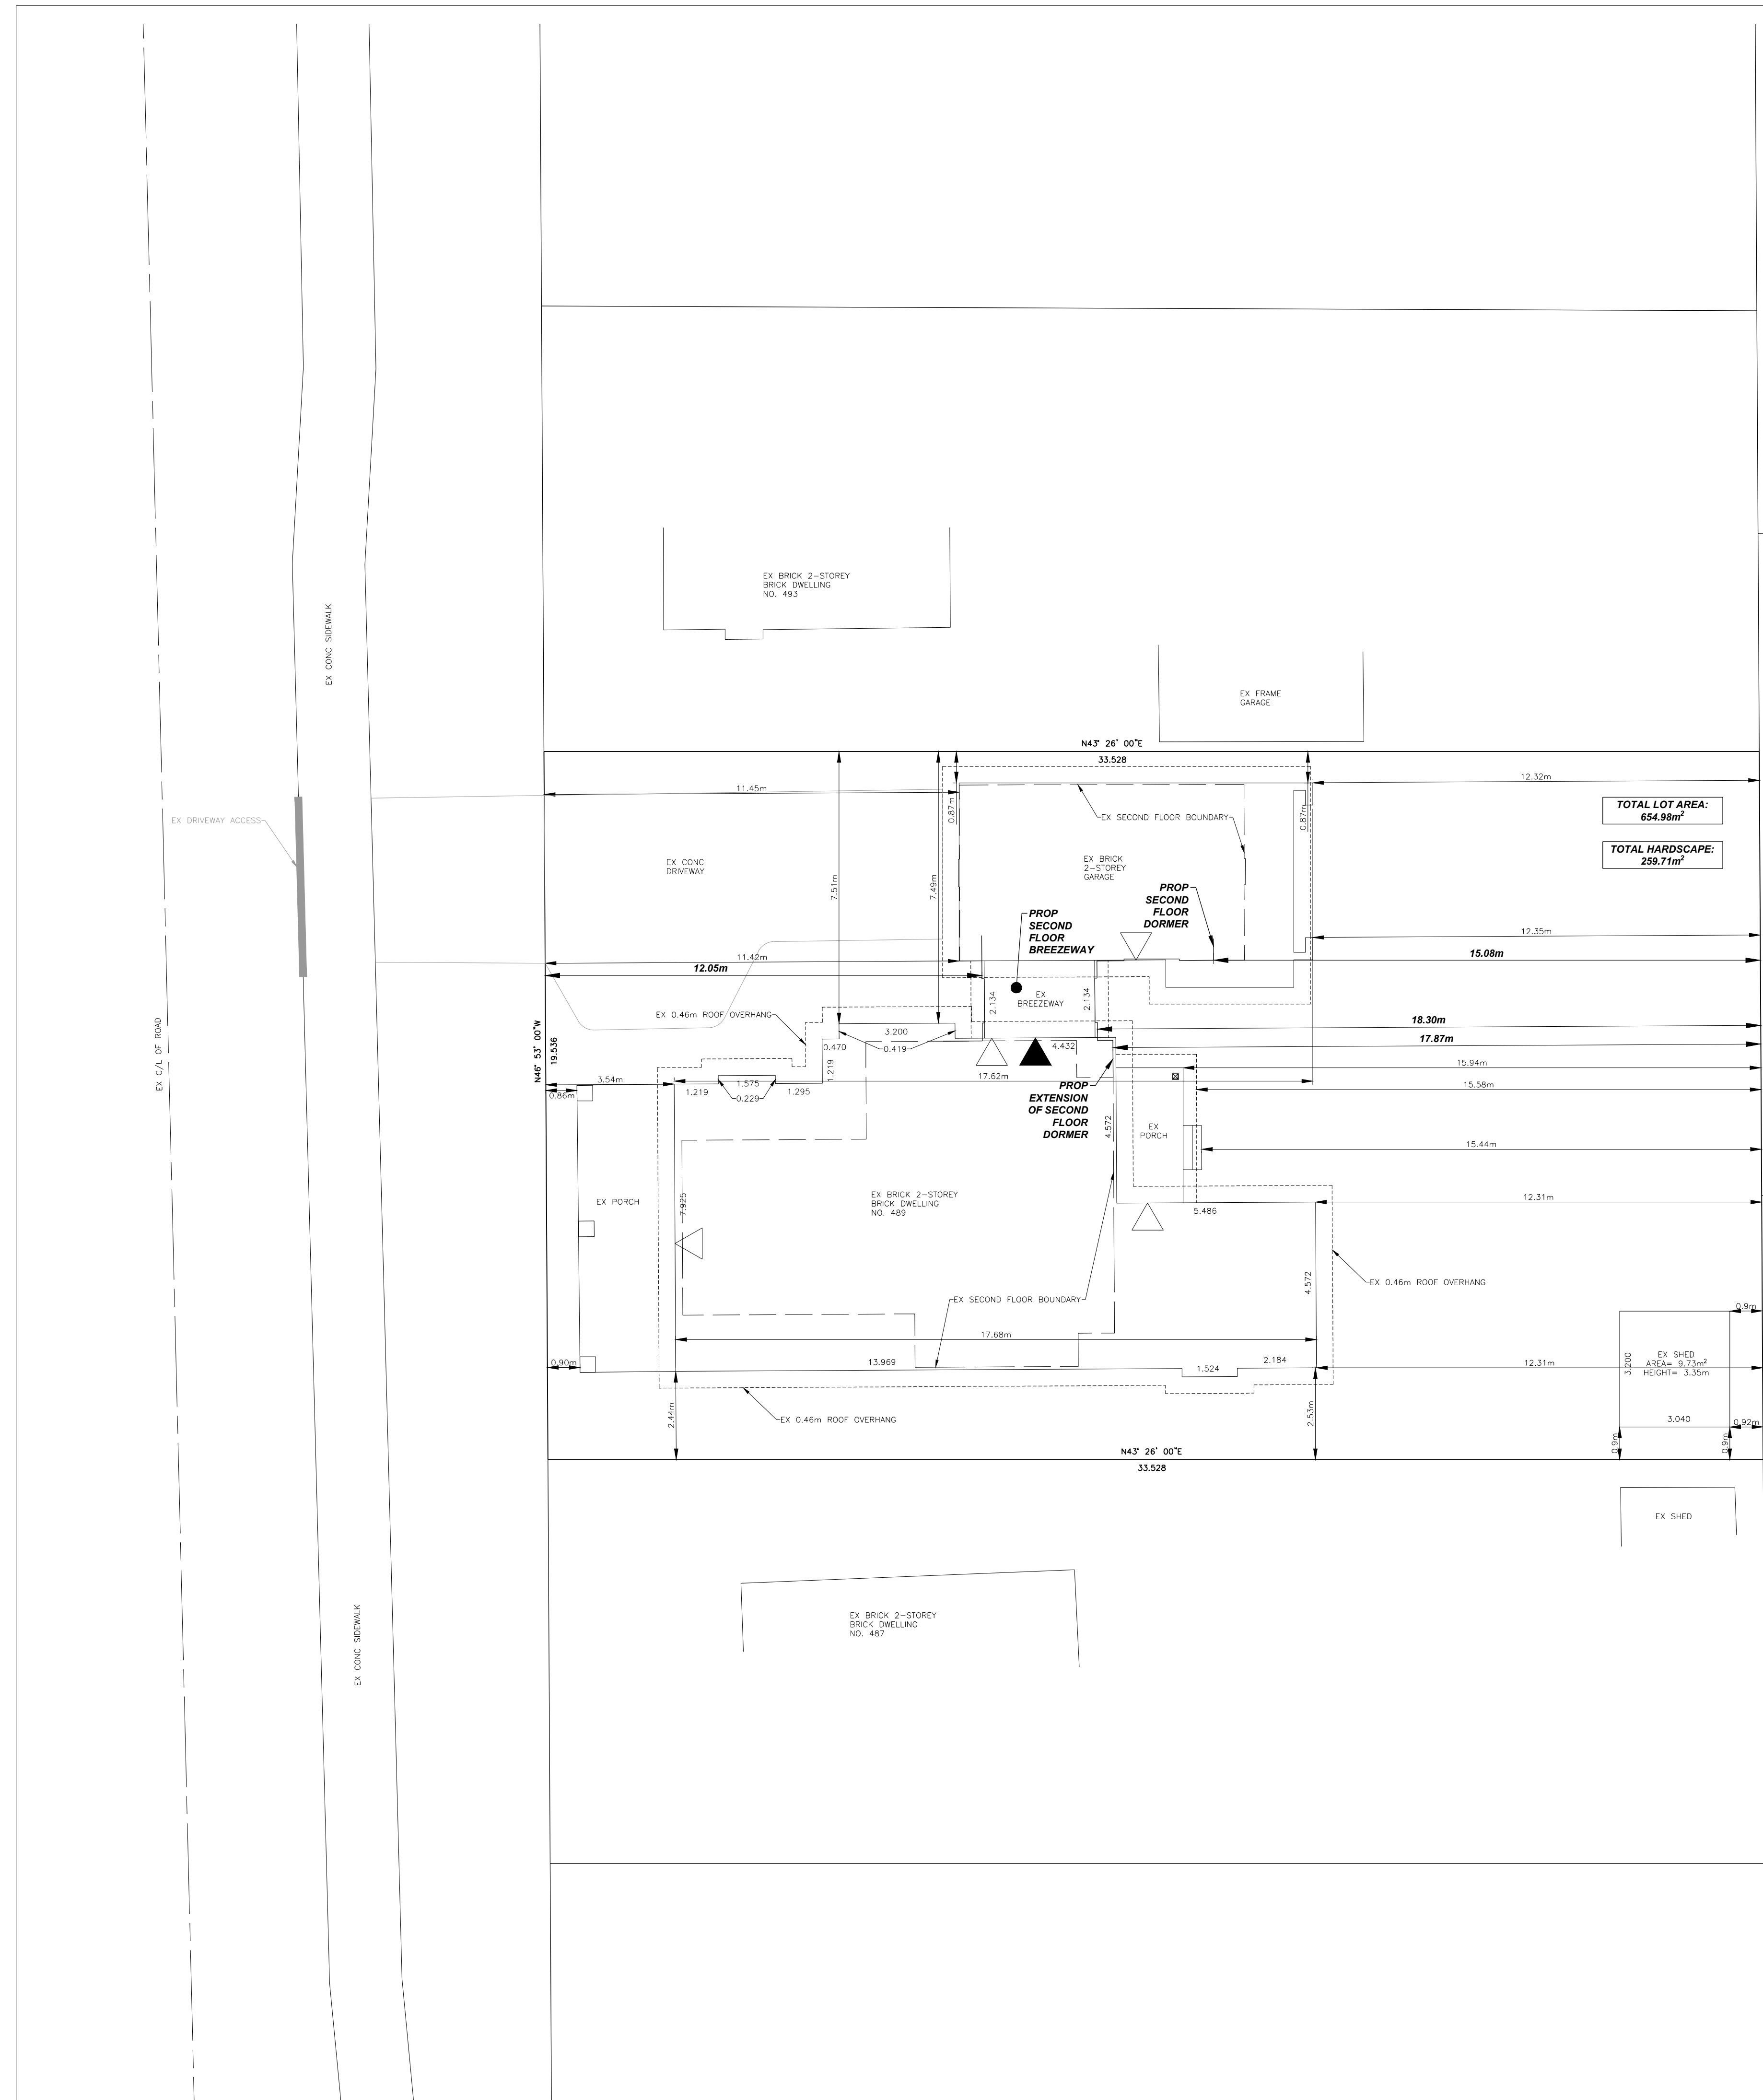 EX CONC SIDEWALK
EX BRICK 2-STOREY
BRICK DWELLING
NO. 493
EX FRAME
GARAGE
N43° 26' 00"E
33.528
12.32m
11.45m
0.87m
0.87m
EX SECOND FLOOR BOUNDARY
TOTAL LOT AREA:
654.98m²
TOTAL HARDSCAPE:
259.71m²
EX DRIVEWAY ACCESS
EX CONC
DRIVEWAY
EX BRICK
2-STOREY
GARAGE
7.51m
7.49m
PROP
SECOND
FLOOR
DORMER
PROP
SECOND
FLOOR
BREEZEWAY
12.35m
11.42m
15.08m
12.05m
2.134
EX
BREEZEWAY
2.134
EX 0.46m ROOF OVERHANG
18.30m
3.200
17.87m
0.470
0.419
4.432
15.94m
EX C/L OF ROAD
N46° 53' 00"W
19.536
3.54m
1.219
1.575
17.62m
15.58m
0.86m
1.219
0.229
1.295
PROP
EXTENSION
OF SECOND
FLOOR
DORMER
4.572
EX
PORCH
15.44m
EX PORCH
7.925
EX BRICK 2-STOREY
BRICK DWELLING
NO. 489
12.31m
5.486
4.572
EX 0.46m ROOF OVERHANG
EX SECOND FLOOR BOUNDARY
0.9m
17.68m
0.90m
13.969
1.524
2.184
12.31m
3.200
EX SHED
AREA= 9.73m²
HEIGHT= 3.35m
2.44m
EX 0.46m ROOF OVERHANG
2.53m
3.040
0.92m
0.9m
0.9m
N43° 26' 00"E
33.528
EX SHED
EX BRICK 2-STOREY
BRICK DWELLING
NO. 487
EX CONC SIDEWALK